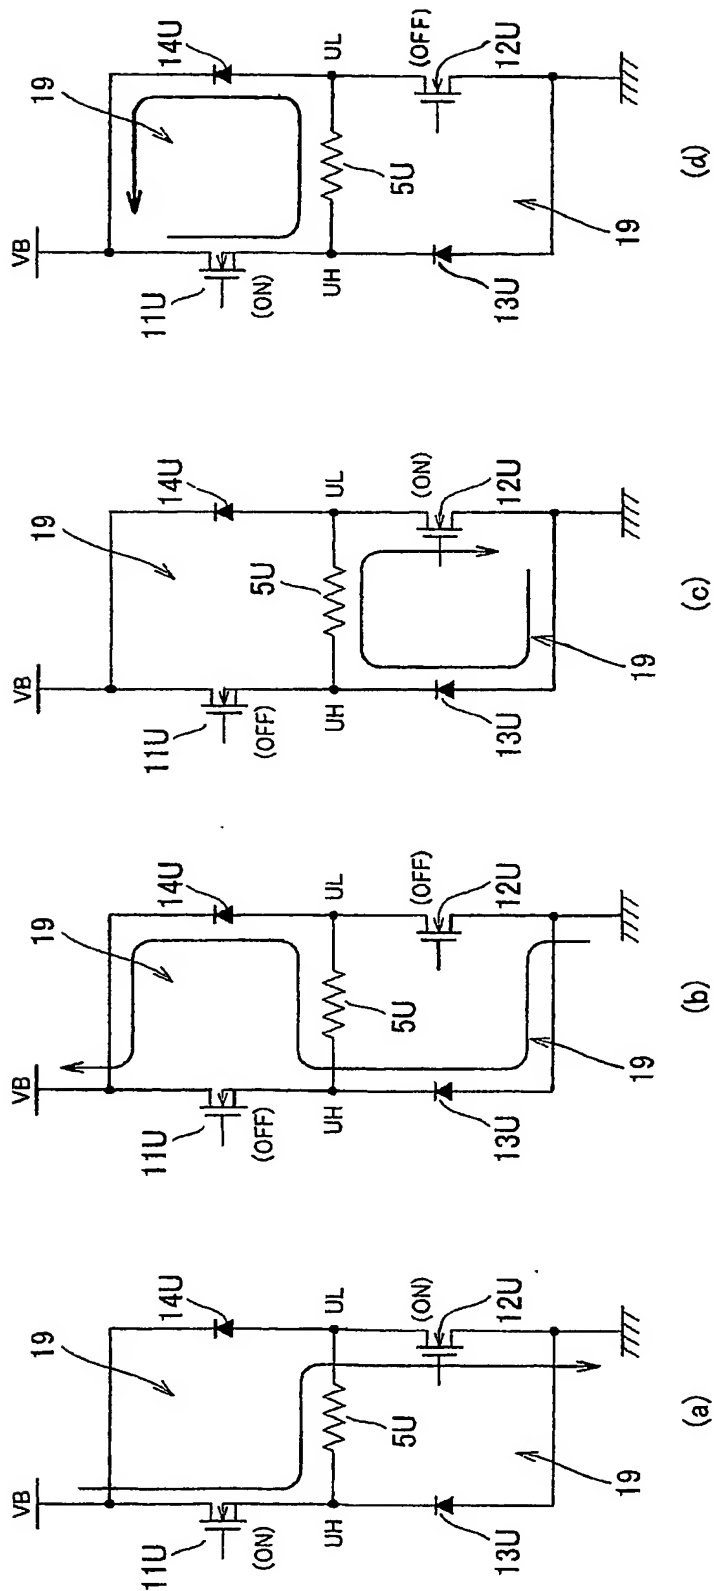 VB
19
14U
11U
(ON)
UH
UL
5U
(ON)
12U
13U
19
(a)
VB
19
14U
11U
(OFF)
UH
UL
5U
(OFF)
12U
13U
19
(b)
VB
19
14U
11U
(OFF)
UH
UL
5U
(ON)
12U
13U
19
(c)
VB
19
14U
11U
(ON)
UH
UL
5U
(OFF)
12U
13U
19
(d)